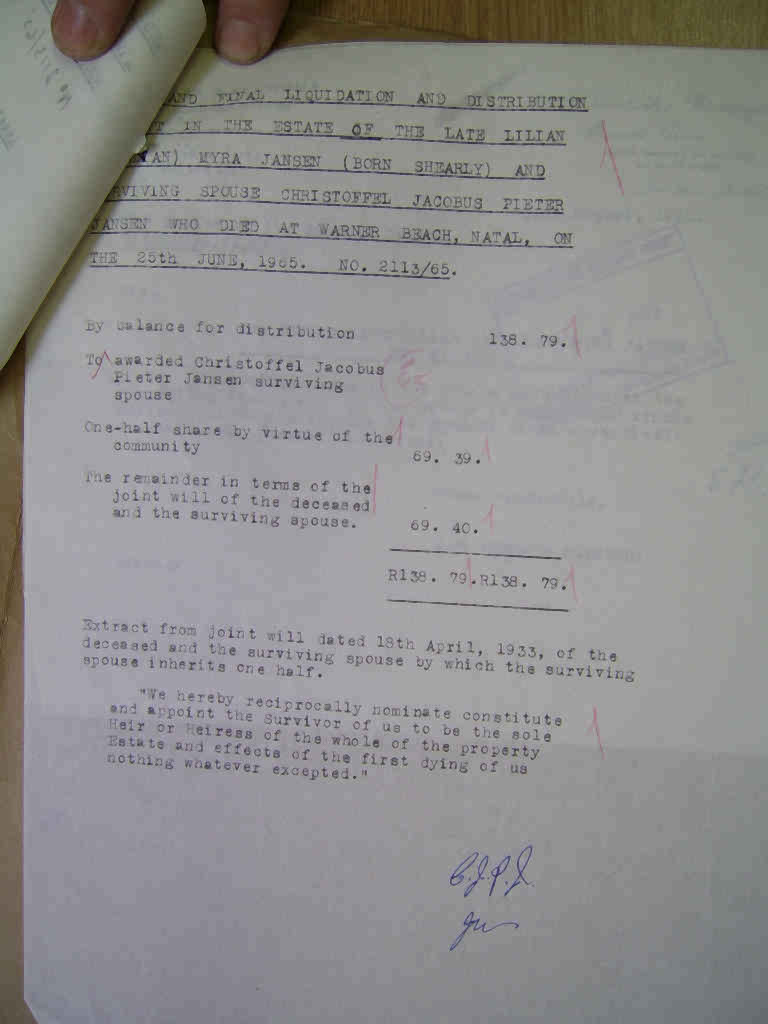 AND FINAL LIQUIDATION AND DISTRIBUTION
T IN THE ESTATE OF THE LATE LILIAN
AN) MYRA JANSEN (BORN SHEARLY) AND
RVIVING SPOUSE CHRISTOFFEL JACOBUS PIETER
JANSEN WHO DIED AT WARNER BEACH, NATAL, ON
THE 25th JUNE, 1965. NO. 2113/65.
By balance for distribution 138. 79.
To awarded Christoffel Jacobus
Pieter Jansen surviving
spouse
One-half share by virtue of the
community 69. 39.
The remainder in terms of the
joint will of the deceased
and the surviving spouse. 69. 40.
R138. 79.R138. 79.
Extract from joint will dated 18th April, 1933, of the
deceased and the surviving spouse by which the surviving
spouse inherits one half.
"We hereby reciprocally nominate constitute
and appoint the Survivor of us to be the sole
Heir or Heiress of the whole of the property
Estate and effects of the first dying of us
nothing whatever excepted."
C.J.P.J.